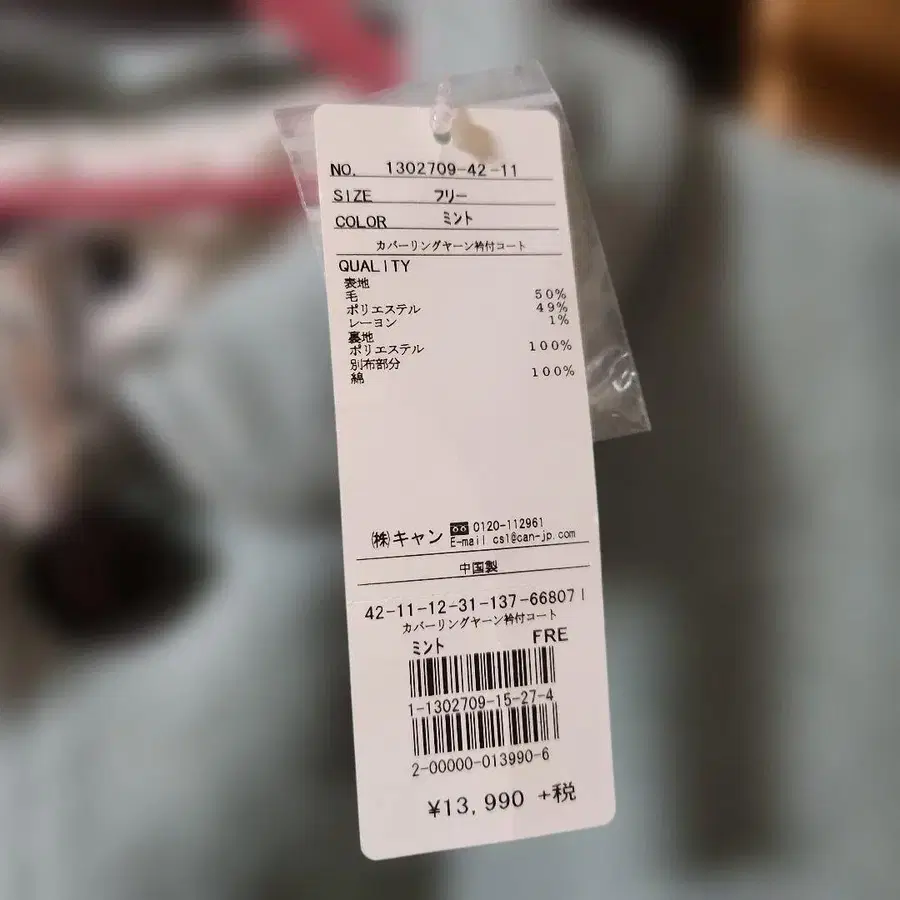 NO. 1302709-42-11
SIZE フリー
COLOR ミント
カバーリングヤーン衿付コート
QUALITY
表地
毛 50%
ポリエステル 49%
レーヨン 1%
裏地
ポリエステル 100%
別布部分
綿 100%
㈱キャン 0120-112961
E-mail cs1@can-jp.com
中国製
42-11-12-31-137-66807 |
カバーリングヤーン衿付コート
ミント FRE
1-1302709-15-27-4
2-00000-013990-6
¥13,990 +税